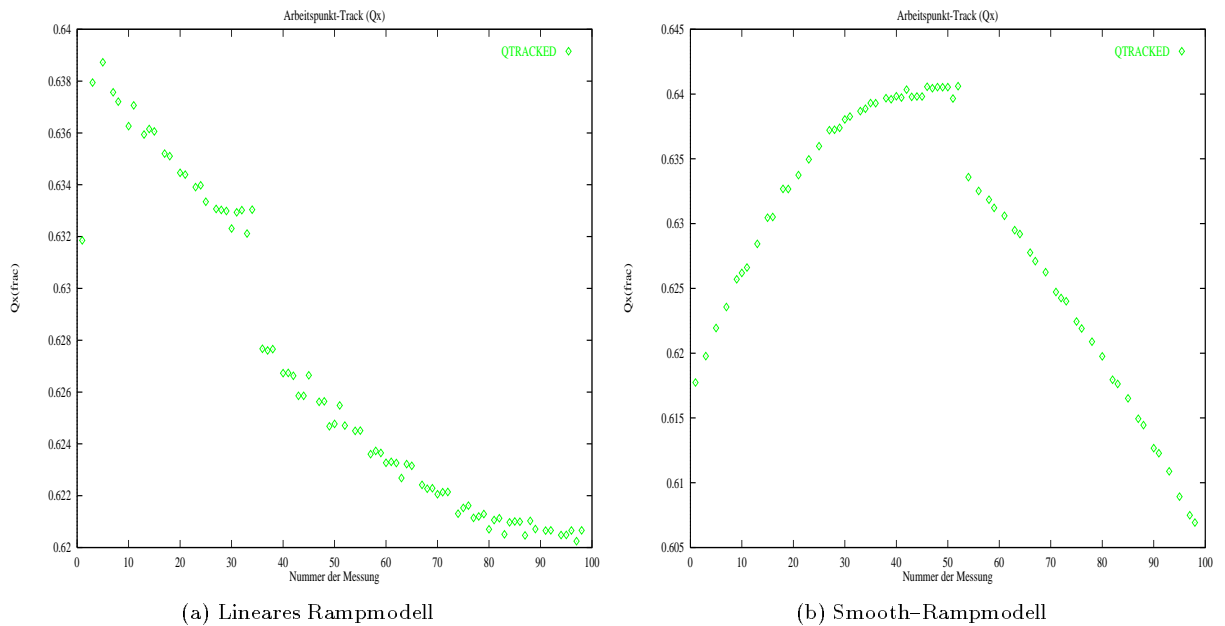 Arbeitspunkt-Track (Qx)
QTRACKED
0.64
0.638
0.636
0.634
0.632
0.63
0.628
0.626
0.624
0.622
0.62
Qx(frac)
0 10 20 30 40 50 60 70 80 90 100
Nummer der Messung
(a) Lineares Rampmodell
Arbeitspunkt-Track (Qx)
QTRACKED
0.645
0.64
0.635
0.63
0.625
0.62
0.615
0.61
0.605
Qx(frac)
0 10 20 30 40 50 60 70 80 90 100
Nummer der Messung
(b) Smooth–Rampmodell